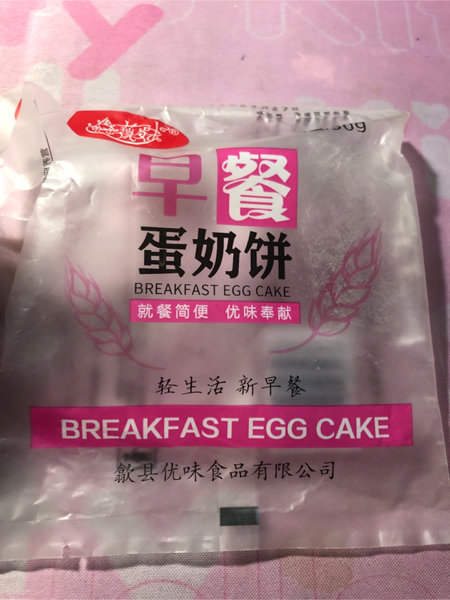 早餐
蛋奶饼
BREAKFAST EGG CAKE
就餐简便 优味奉献
轻生活 新早餐
BREAKFAST EGG CAKE
歙县优味食品有限公司